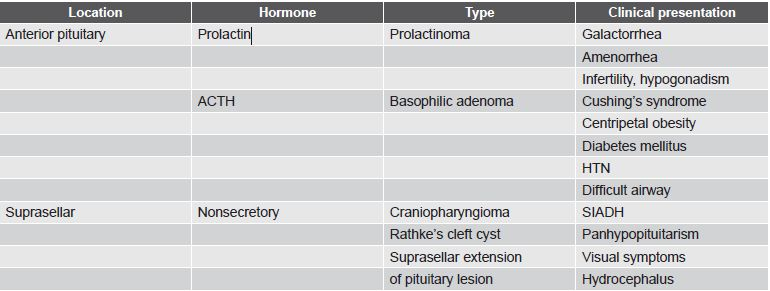 Location Hormone Type Clinical presentation
Anterior pituitary Prolactin Prolactinoma Galactorrhea
Amenorrhea
Infertility, hypogonadism
ACTH Basophilic adenoma Cushing's syndrome
Centripetal obesity
Diabetes mellitus
HTN
Difficult airway
Suprasellar Nonsecretory Craniopharyngioma SIADH
Rathke's cleft cyst Panhypopituitarism
Suprasellar extension Visual symptoms
of pituitary lesion Hydrocephalus